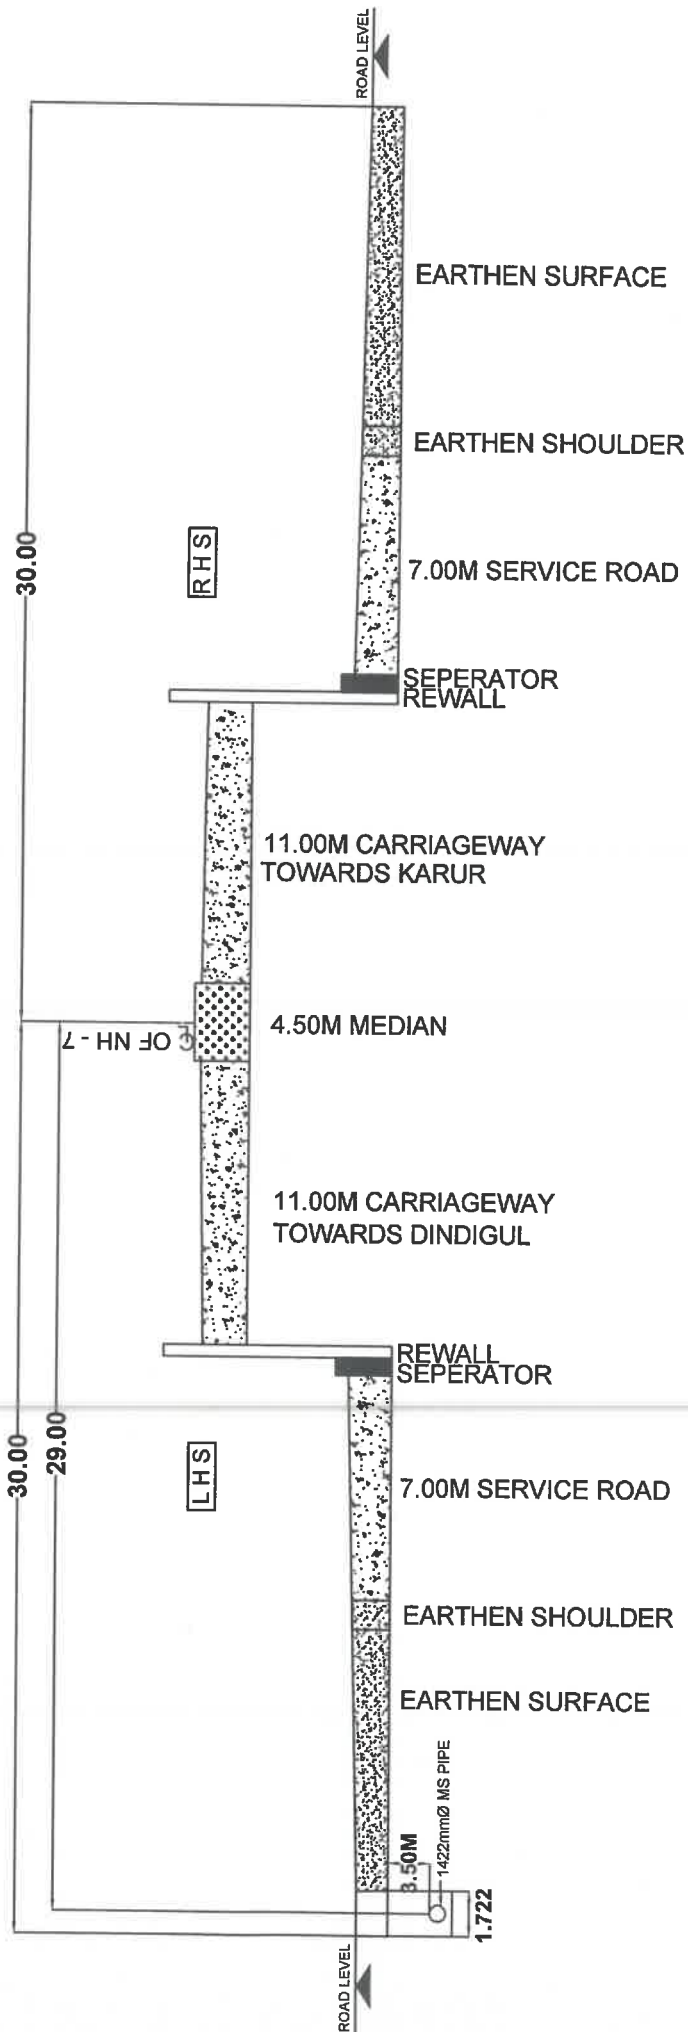 ROAD LEVEL
EARTHEN SURFACE
EARTHEN SHOULDER
30.00
RHS
7.00M SERVICE ROAD
SEPERATOR
REWALL
11.00M CARRIAGEWAY
TOWARDS KARUR
OF NH - 7
4.50M MEDIAN
11.00M CARRIAGEWAY
TOWARDS DINDIGUL
REWALL
SEPERATOR
30.00
29.00
LHS
7.00M SERVICE ROAD
EARTHEN SHOULDER
EARTHEN SURFACE
3.50M
1422mmØ MS PIPE
1.722
ROAD LEVEL